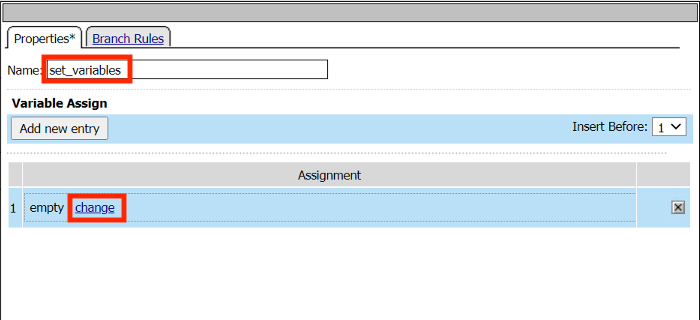 Properties* Branch Rules
Name: set_variables
Variable Assign
Add new entry Insert Before: 1
Assignment
1 empty change